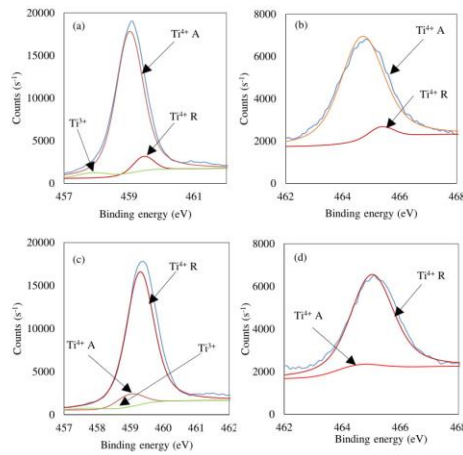 (a)
20000
15000
10000
5000
0
Counts (s⁻¹)
Ti⁴⁺ A
Ti⁴⁺ R
Ti³⁺
457 459 461
Binding energy (eV)
(b)
8000
6000
4000
2000
0
Counts (s⁻¹)
Ti⁴⁺ A
Ti⁴⁺ R
462 464 466 468
Binding energy (eV)
(c)
20000
15000
10000
5000
0
Counts (s⁻¹)
Ti⁴⁺ R
Ti⁴⁺ A
Ti³⁺
457 458 459 460 461 462
Binding energy (eV)
(d)
8000
6000
4000
2000
0
Counts (s⁻¹)
Ti⁴⁺ R
Ti⁴⁺ A
462 464 466 468
Binding energy (eV)